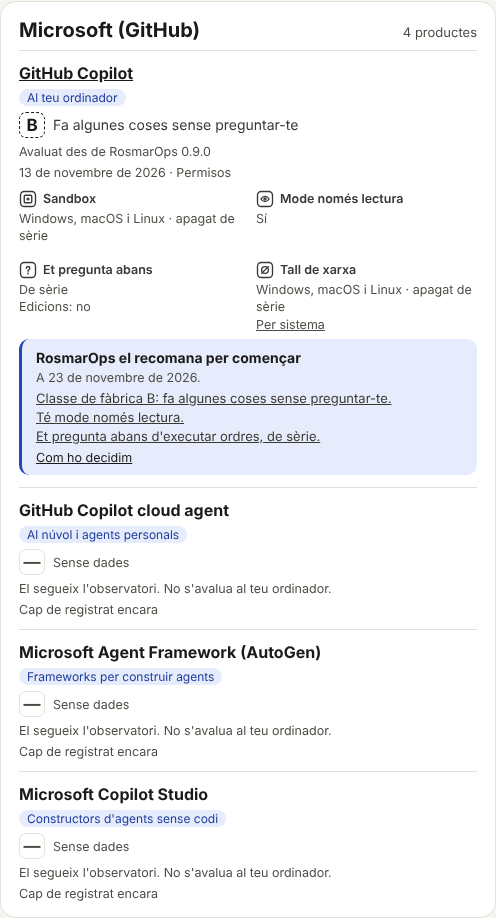 Microsoft (GitHub)
4 productes
GitHub Copilot
Al teu ordinador
B Fa algunes coses sense preguntar-te
Avaluat des de RosmarOps 0.9.0
13 de novembre de 2026 · Permisos
Sandbox
Windows, macOS i Linux · apagat de
sèrie
Mode només lectura
Sí
Et pregunta abans
De sèrie
Edicions: no
Tall de xarxa
Windows, macOS i Linux · apagat de
sèrie
Per sistema
RosmarOps el recomana per començar
A 23 de novembre de 2026.
Classe de fàbrica B: fa algunes coses sense preguntar-te.
Té mode només lectura.
Et pregunta abans d'executar ordres, de sèrie.
Com ho decidim
GitHub Copilot cloud agent
Al núvol i agents personals
— Sense dades
El segueix l'observatori. No s'avalua al teu ordinador.
Cap de registrat encara
Microsoft Agent Framework (AutoGen)
Frameworks per construir agents
— Sense dades
El segueix l'observatori. No s'avalua al teu ordinador.
Cap de registrat encara
Microsoft Copilot Studio
Constructors d'agents sense codi
— Sense dades
El segueix l'observatori. No s'avalua al teu ordinador.
Cap de registrat encara